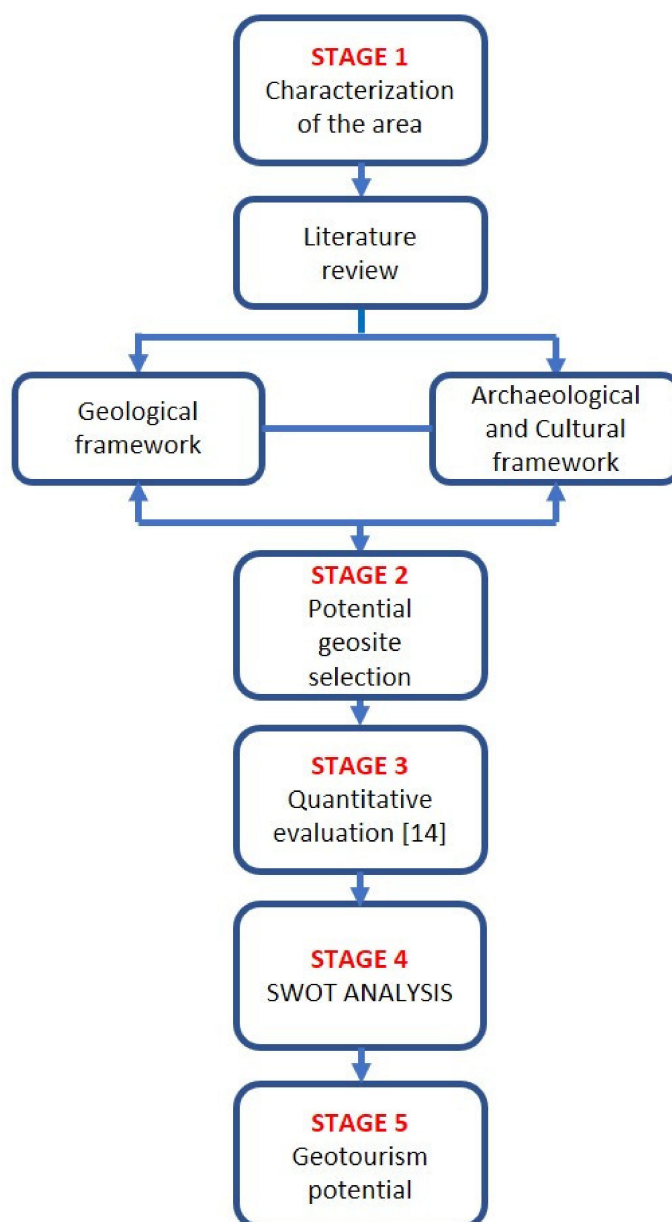 STAGE 1
Characterization
of the area
Literature
review
Geological
framework
Archaeological
and Cultural
framework
STAGE 2
Potential
geosite
selection
STAGE 3
Quantitative
evaluation [14]
STAGE 4
SWOT ANALYSIS
STAGE 5
Geotourism
potential